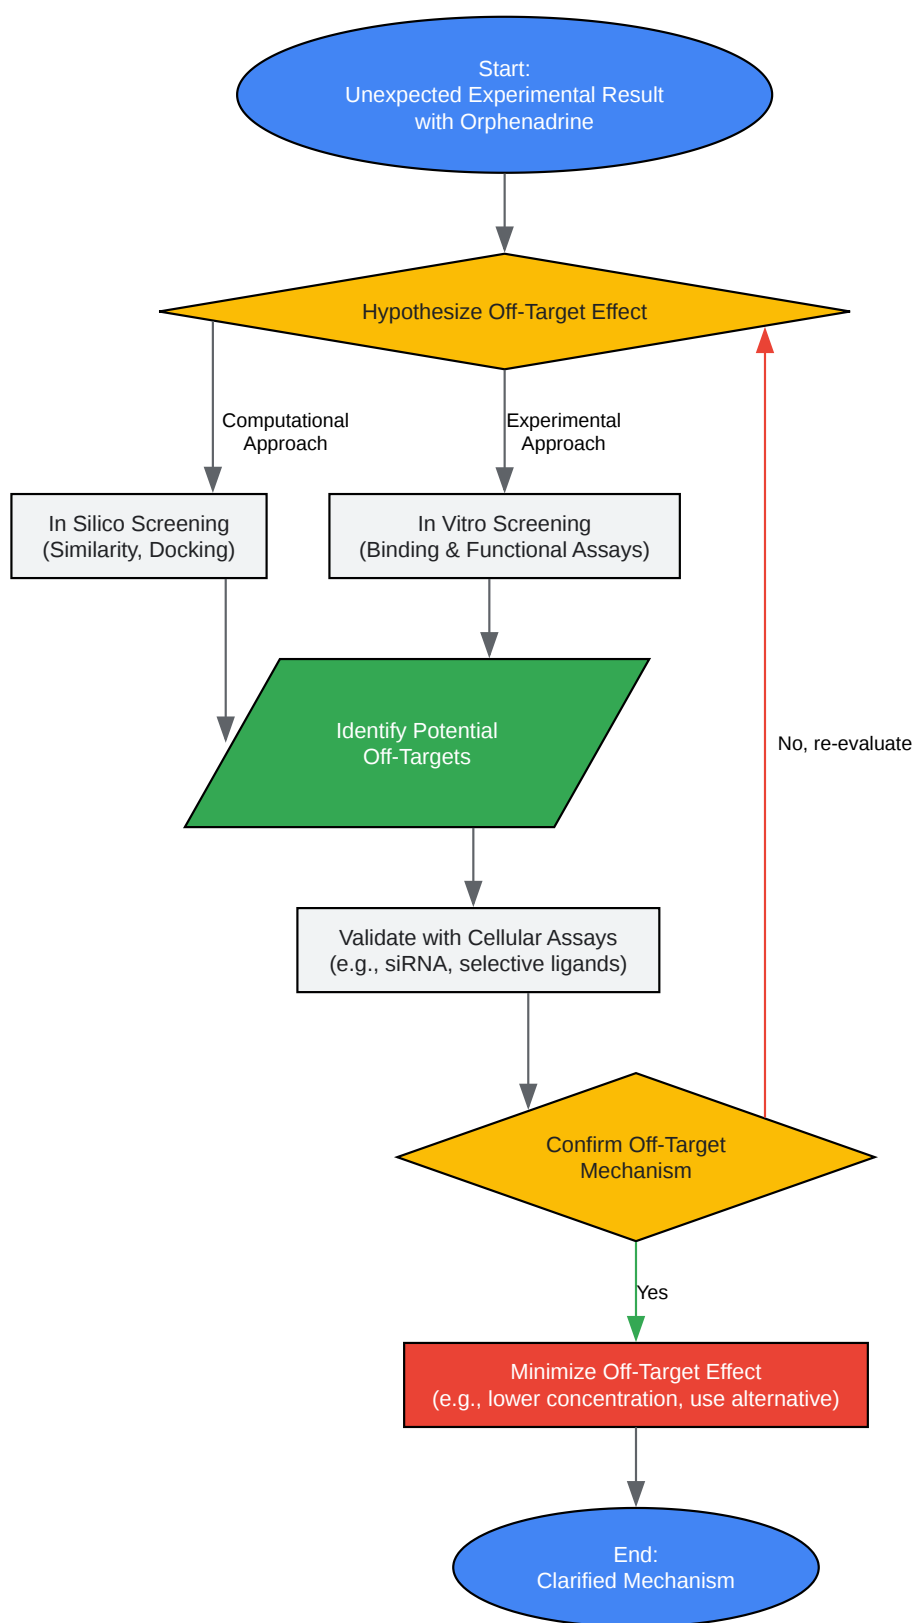 Start:
Unexpected Experimental Result
with Orphenadrine
Hypothesize Off-Target Effect
Computational
Approach
Experimental
Approach
In Silico Screening
(Similarity, Docking)
In Vitro Screening
(Binding & Functional Assays)
Identify Potential
Off-Targets
No, re-evaluate
Validate with Cellular Assays
(e.g., siRNA, selective ligands)
Confirm Off-Target
Mechanism
Yes
Minimize Off-Target Effect
(e.g., lower concentration, use alternative)
End:
Clarified Mechanism